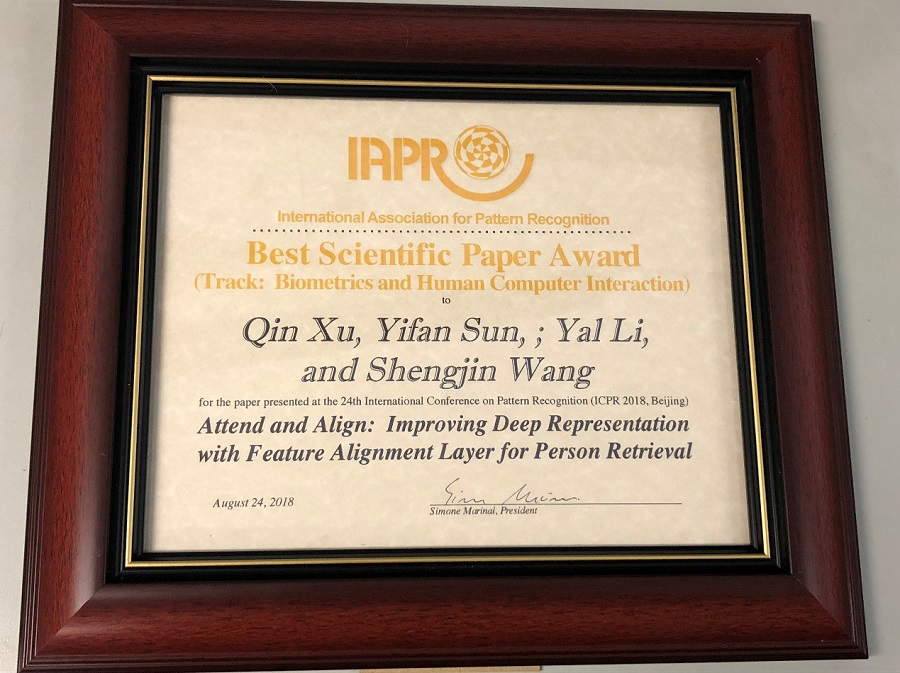 IAPR
International Association for Pattern Recognition
Best Scientific Paper Award
(Track: Biometrics and Human Computer Interaction)
to
Qin Xu, Yifan Sun, ; Yal Li,
and Shengjin Wang
for the paper presented at the 24th International Conference on Pattern Recognition (ICPR 2018, Beijing)
Attend and Align: Improving Deep Representation
with Feature Alignment Layer for Person Retrieval
August 24, 2018
Simone Marinai, President